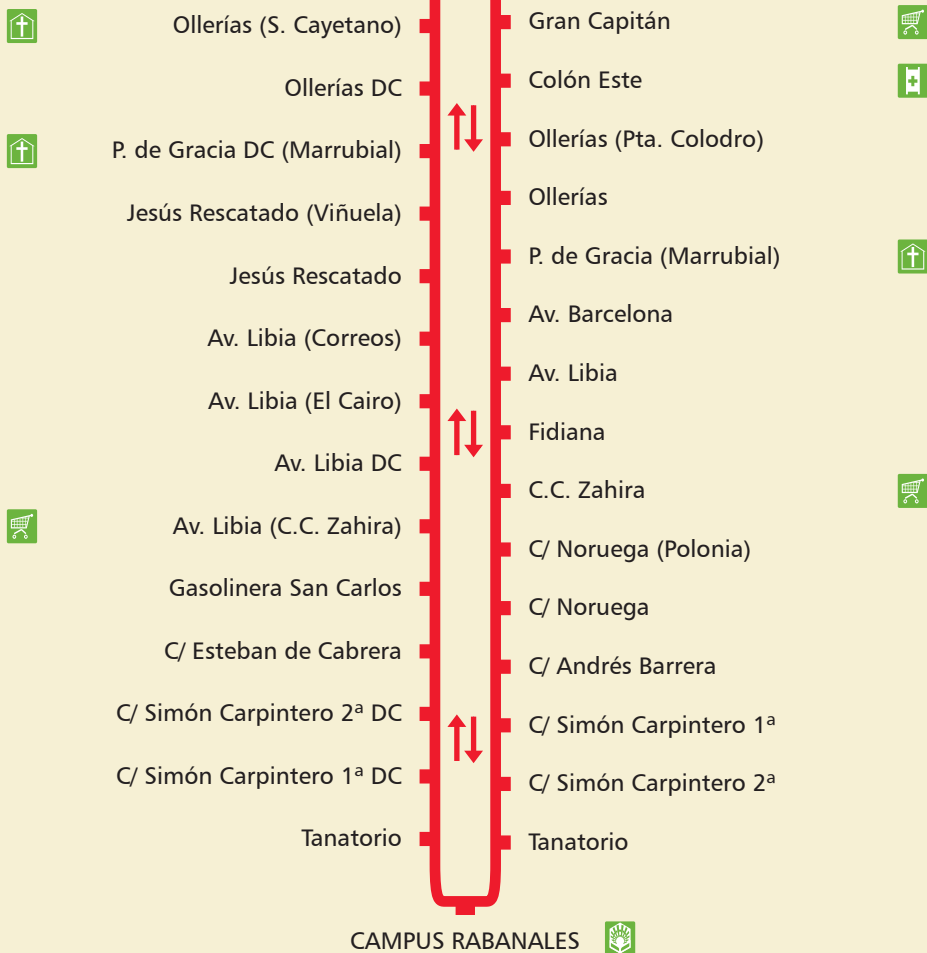 Ollerías (S. Cayetano)
Ollerías DC
P. de Gracia DC (Marrubial)
Jesús Rescatado (Viñuela)
Jesús Rescatado
Av. Libia (Correos)
Av. Libia (El Cairo)
Av. Libia DC
Av. Libia (C.C. Zahira)
Gasolinera San Carlos
C/ Esteban de Cabrera
C/ Simón Carpintero 2ª DC
C/ Simón Carpintero 1ª DC
Tanatorio
Gran Capitán
Colón Este
Ollerías (Pta. Colodro)
Ollerías
P. de Gracia (Marrubial)
Av. Barcelona
Av. Libia
Fidiana
C.C. Zahira
C/ Noruega (Polonia)
C/ Noruega
C/ Andrés Barrera
C/ Simón Carpintero 1ª
C/ Simón Carpintero 2ª
Tanatorio
CAMPUS RABANALES